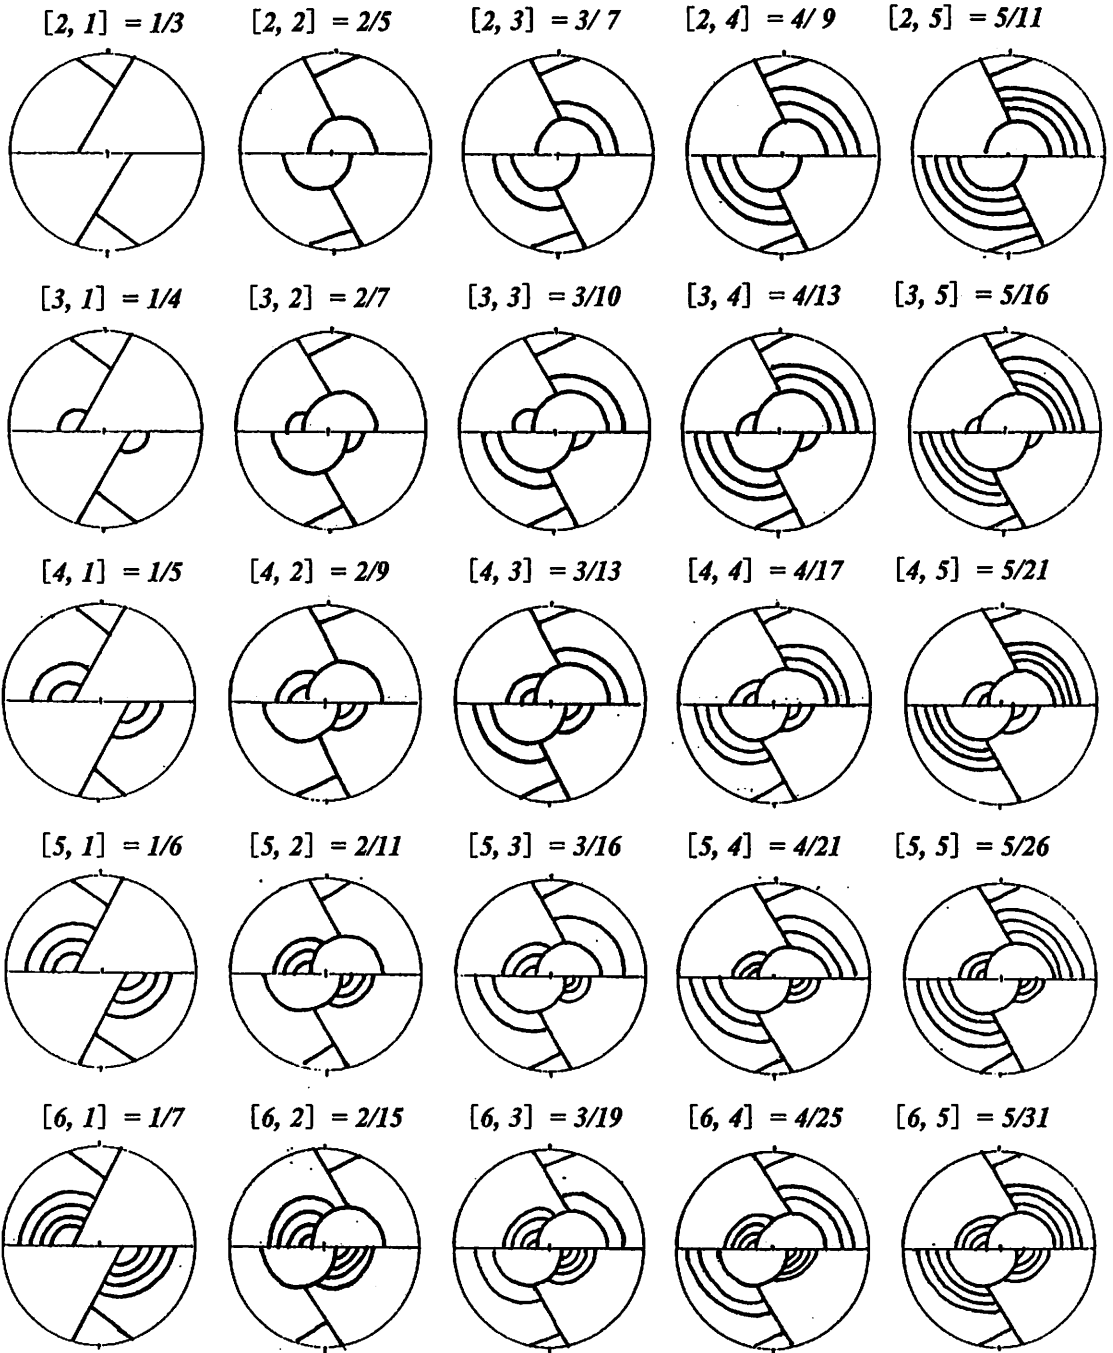 [2, 1] = 1/3 [2, 2] = 2/5 [2, 3] = 3/ 7 [2, 4] = 4/ 9 [2, 5] = 5/11
[3, 1] = 1/4 [3, 2] = 2/7 [3, 3] = 3/10 [3, 4] = 4/13 [3, 5] = 5/16
[4, 1] = 1/5 [4, 2] = 2/9 [4, 3] = 3/13 [4, 4] = 4/17 [4, 5] = 5/21
[5, 1] = 1/6 [5, 2] = 2/11 [5, 3] = 3/16 [5, 4] = 4/21 [5, 5] = 5/26
[6, 1] = 1/7 [6, 2] = 2/15 [6, 3] = 3/19 [6, 4] = 4/25 [6, 5] = 5/31